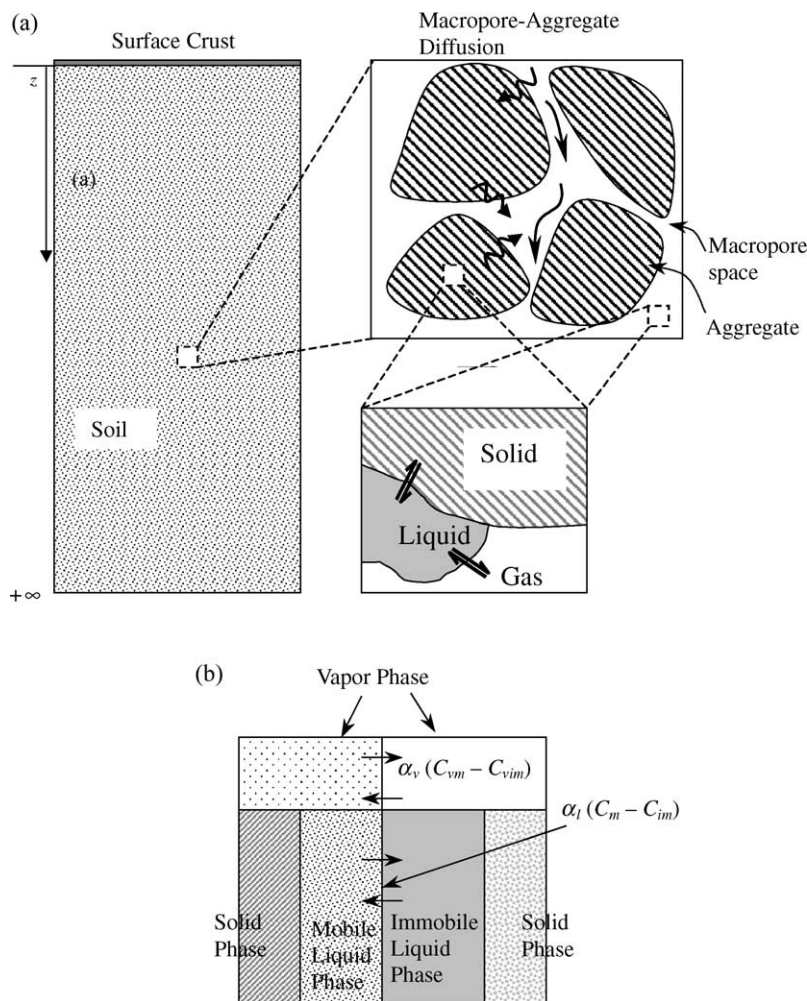 (a)
Surface Crust
Macropore-Aggregate
Diffusion
z
(a)
Macropore
space
Aggregate
Soil
Solid
Liquid
Gas
+∞
(b)
Vapor Phase
αv (Cvm – Cvim)
αl (Cm – Cim)
Solid
Phase
Mobile
Liquid
Phase
Immobile
Liquid
Phase
Solid
Phase